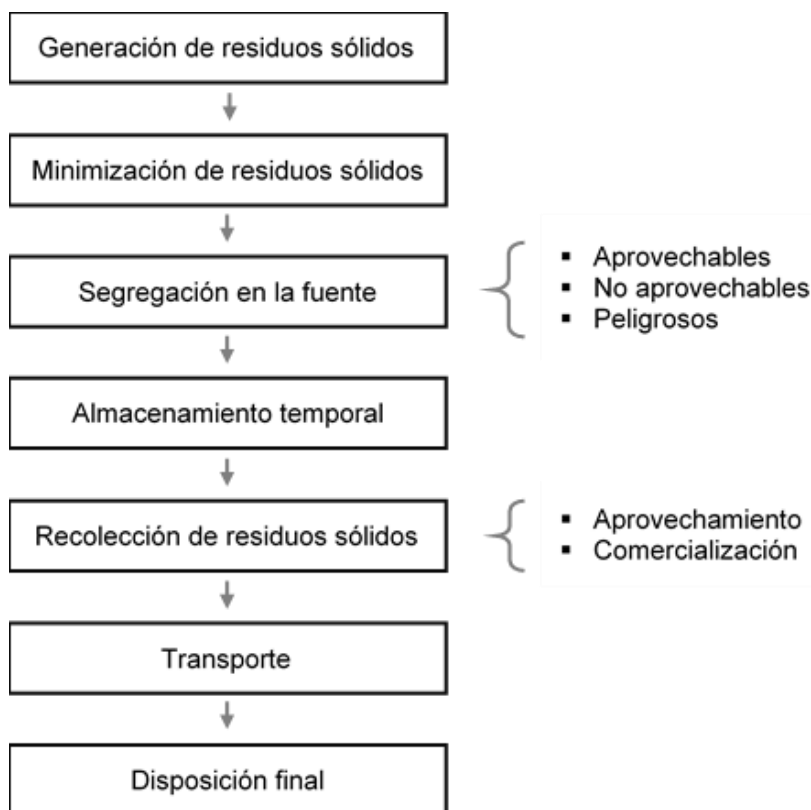 Generación de residuos sólidos
Minimización de residuos sólidos
Segregación en la fuente
▪ Aprovechables
▪ No aprovechables
▪ Peligrosos
Almacenamiento temporal
Recolección de residuos sólidos
▪ Aprovechamiento
▪ Comercialización
Transporte
Disposición final